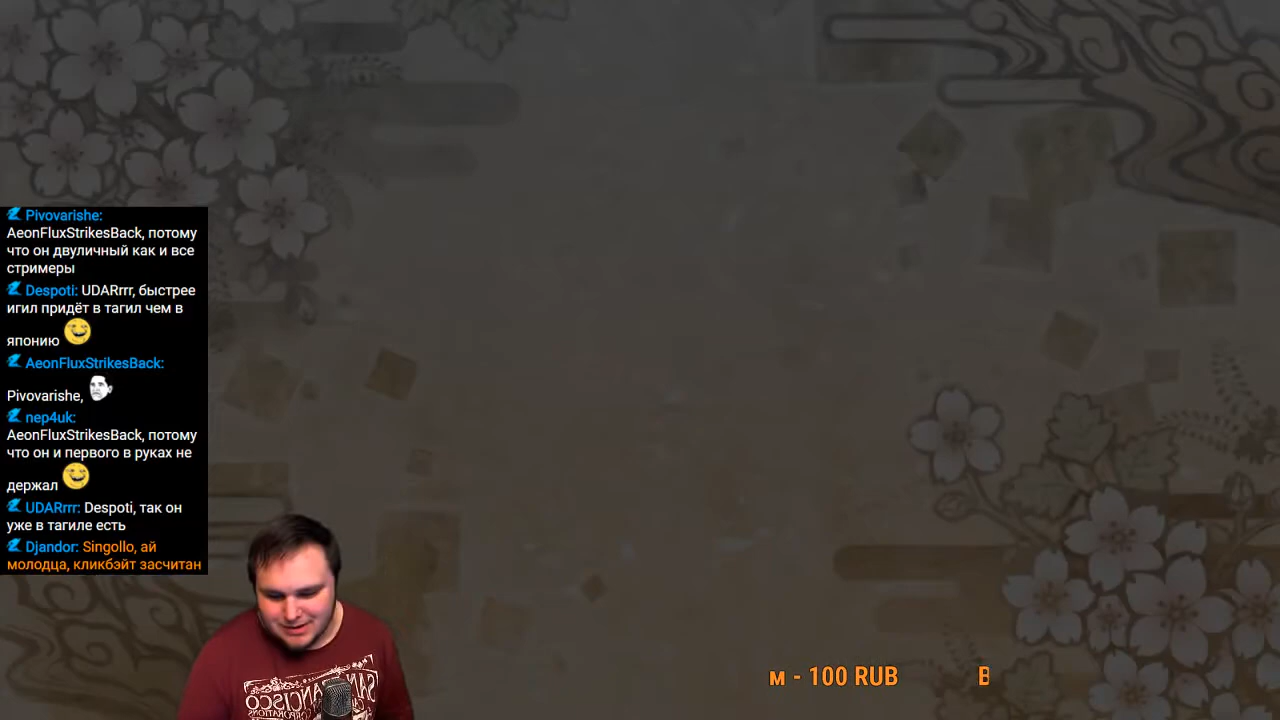 Pivovarishe:
AeonFluxStrikesBack, потому
что он двуличный как и все
стримеры
Despoti: UDARrrr, быстрее
игил придёт в тагил чем в
японию
AeonFluxStrikesBack:
Pivovarishe,
nep4uk:
AeonFluxStrikesBack, потому
что он и первого в руках не
держал
UDARrrr: Despoti, так он
уже в тагиле есть
Djandor: Singollo, ай
молодца, кликбэйт засчитан
SAN FRANCISCO
м - 100 RUB В